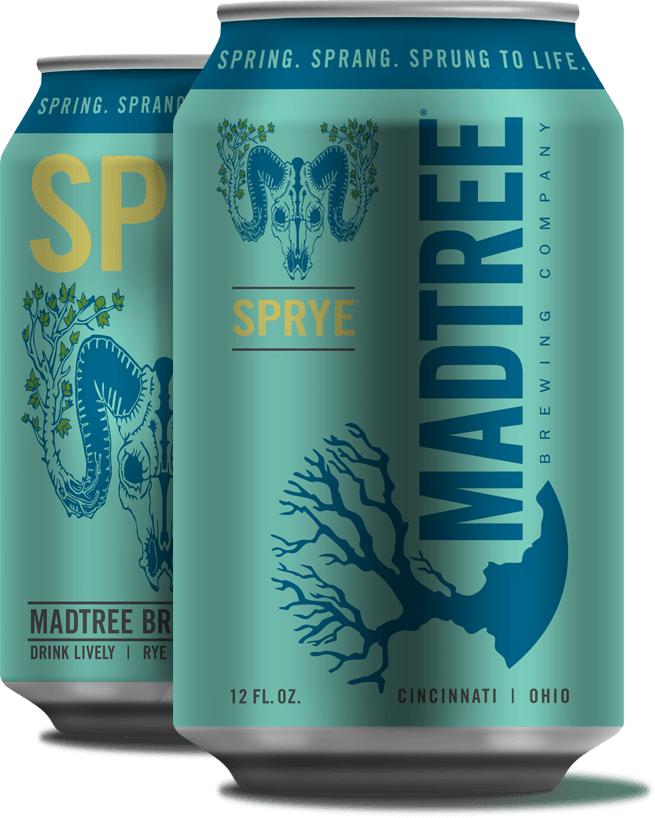 SPRING. SPRANG. SPRUNG TO LIFE.
SPRYE
MADTREE®
BREWING COMPANY
12 FL. OZ.
CINCINNATI | OHIO
SPRING. SPRANG
SP
MADTREE BR
DRINK LIVELY | RYE